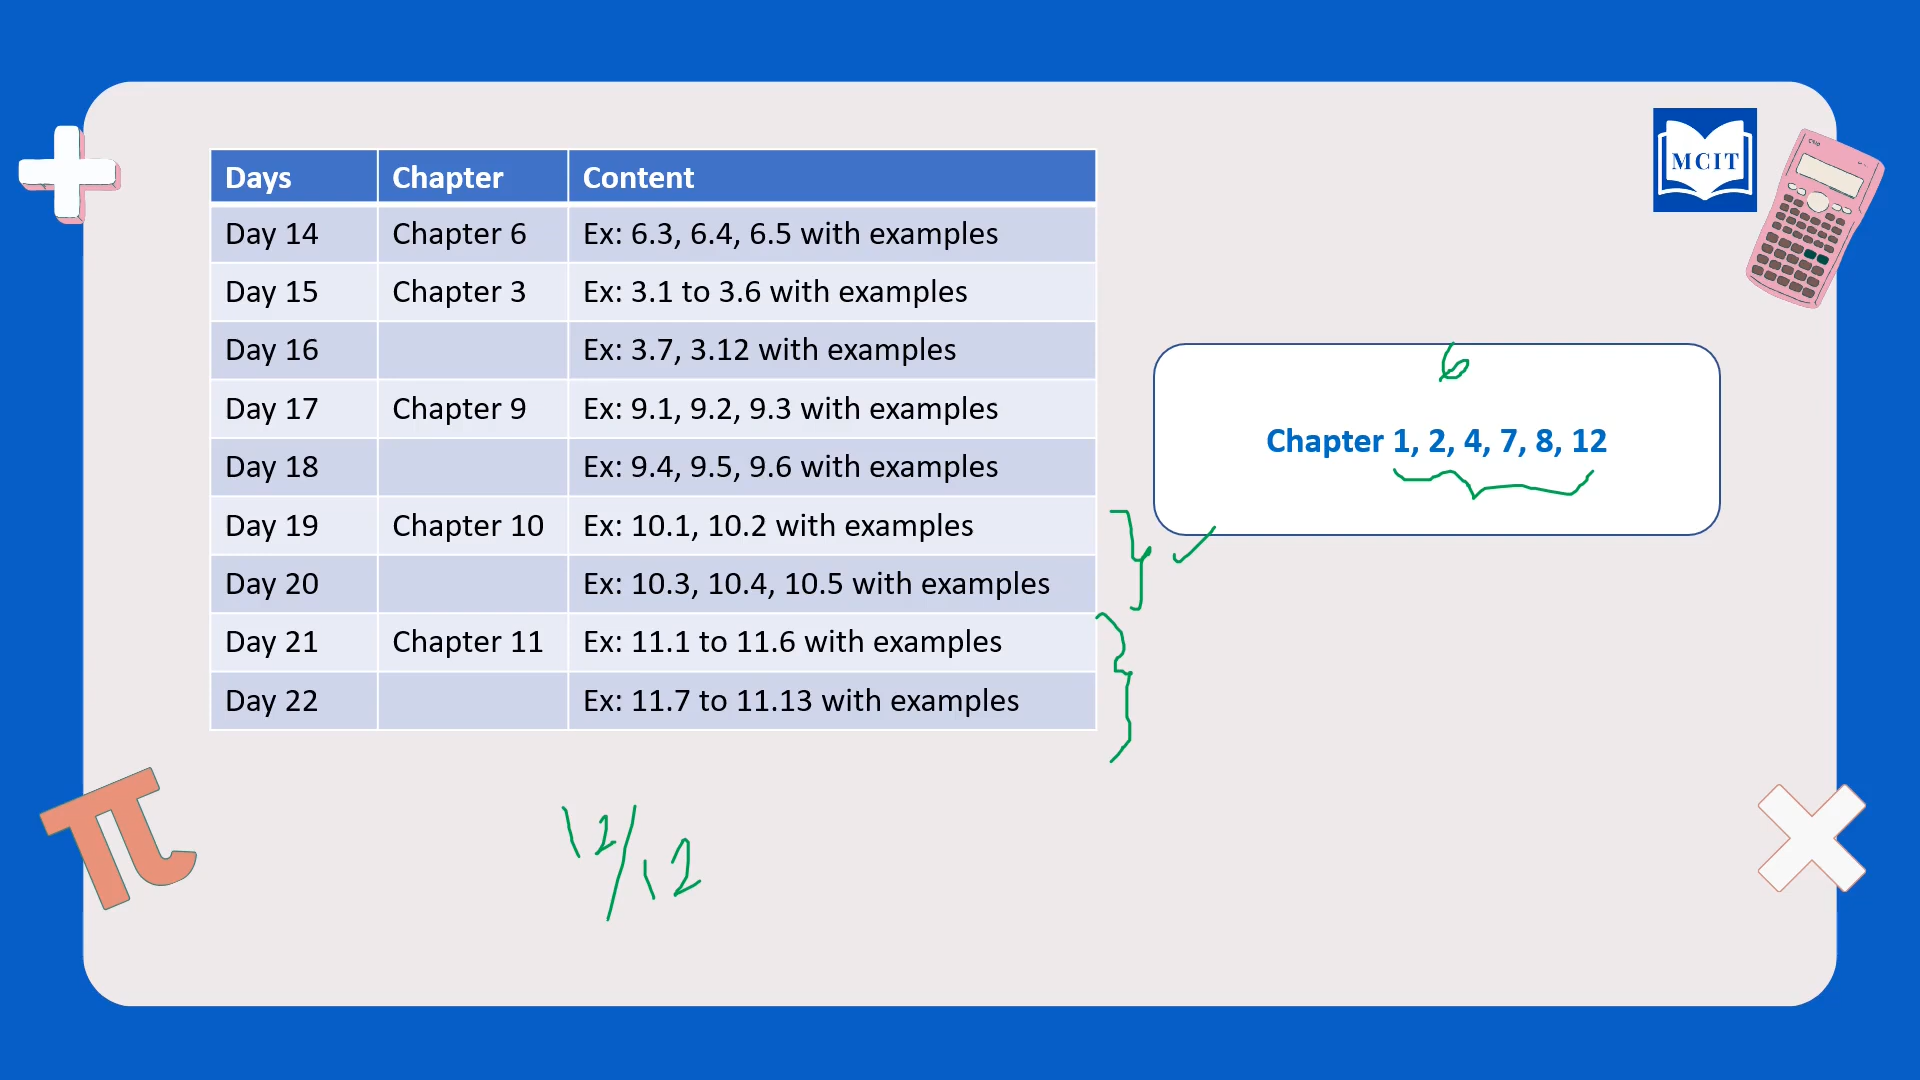 MCIT
Days Chapter Content
Day 14 Chapter 6 Ex: 6.3, 6.4, 6.5 with examples
Day 15 Chapter 3 Ex: 3.1 to 3.6 with examples
Day 16 Ex: 3.7, 3.12 with examples
Day 17 Chapter 9 Ex: 9.1, 9.2, 9.3 with examples
Day 18 Ex: 9.4, 9.5, 9.6 with examples
Day 19 Chapter 10 Ex: 10.1, 10.2 with examples
Day 20 Ex: 10.3, 10.4, 10.5 with examples
Day 21 Chapter 11 Ex: 11.1 to 11.6 with examples
Day 22 Ex: 11.7 to 11.13 with examples
6
Chapter 1, 2, 4, 7, 8, 12
12/12